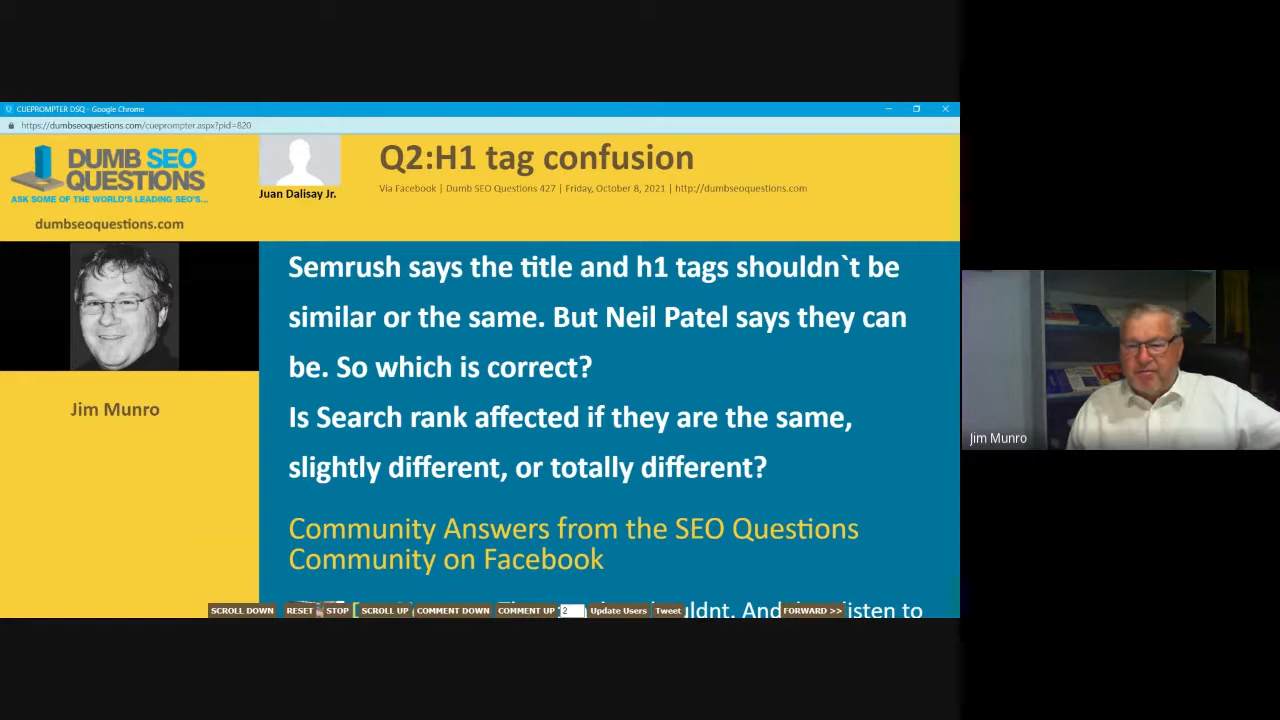 CUEPROMPTER DSQ - Google Chrome
https://dumbseoquestions.com/cueprompter.aspx?pid=820
DUMB SEO
QUESTIONS
ASK SOME OF THE WORLD'S LEADING SEO'S...
dumbseoquestions.com
Juan Dalisay Jr.
Q2:H1 tag confusion
Via Facebook | Dumb SEO Questions 427 | Friday, October 8, 2021 | http://dumbseoquestions.com
Jim Munro
Semrush says the title and h1 tags shouldn`t be
similar or the same. But Neil Patel says they can
be. So which is correct?
Is Search rank affected if they are the same,
slightly different, or totally different?
Community Answers from the SEO Questions
Community on Facebook
And listen to
SCROLL DOWN RESET STOP SCROLL UP COMMENT DOWN COMMENT UP 2 Update Users Tweet FORWARD >>
Jim Munro